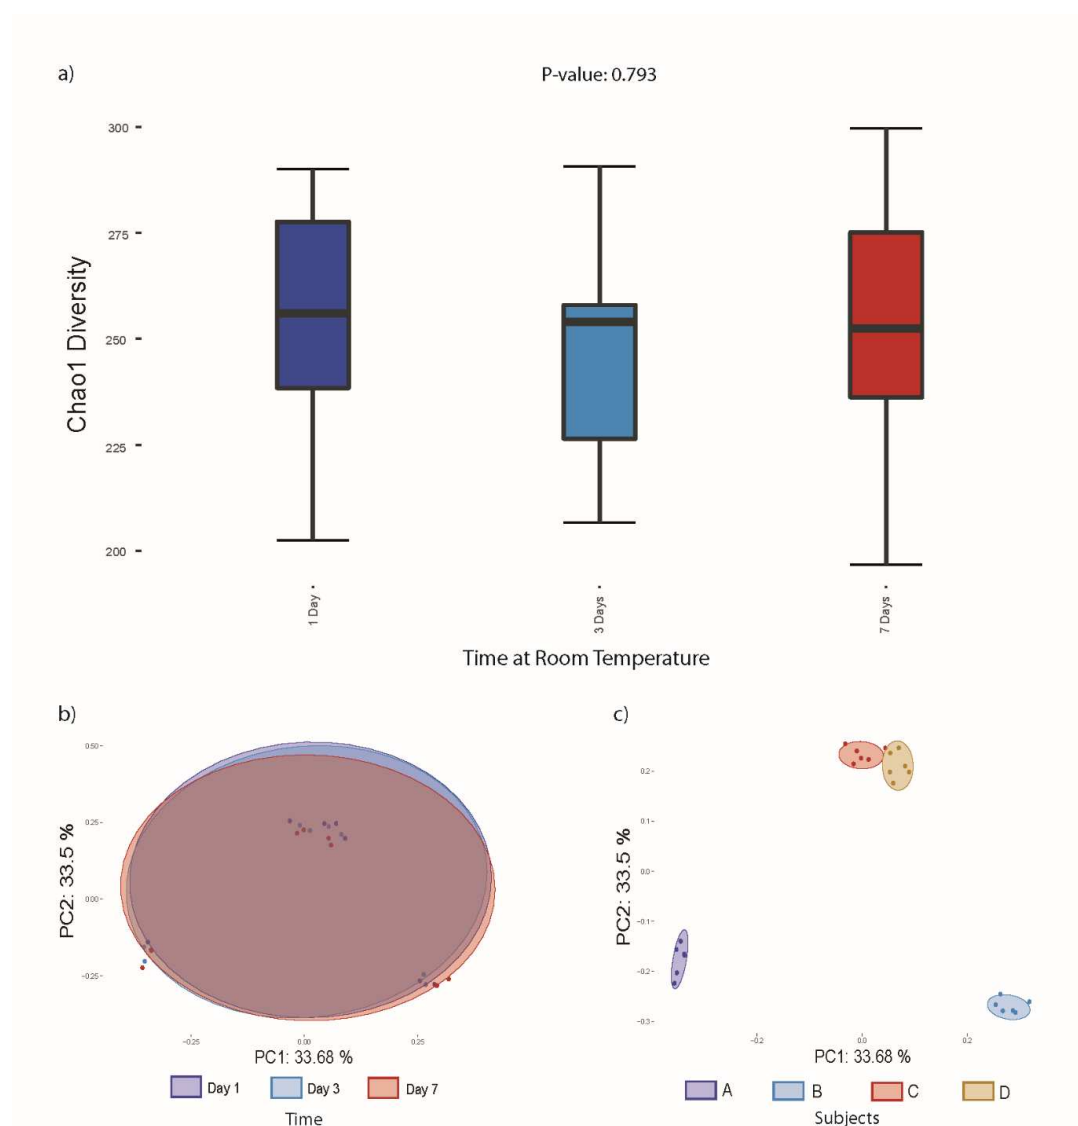 a)
P-value: 0.793
300
275
250
225
200
Chao1 Diversity
1 Day
3 Days
7 Days
Time at Room Temperature
b)
0.50
0.25
0.00
-0.25
PC2: 33.5 %
-0.25
0.00
0.25
PC1: 33.68 %
Day 1
Day 3
Day 7
Time
c)
0.2
0.1
0.0
-0.1
-0.2
-0.3
PC2: 33.5 %
-0.2
0.0
0.2
PC1: 33.68 %
A
B
C
D
Subjects